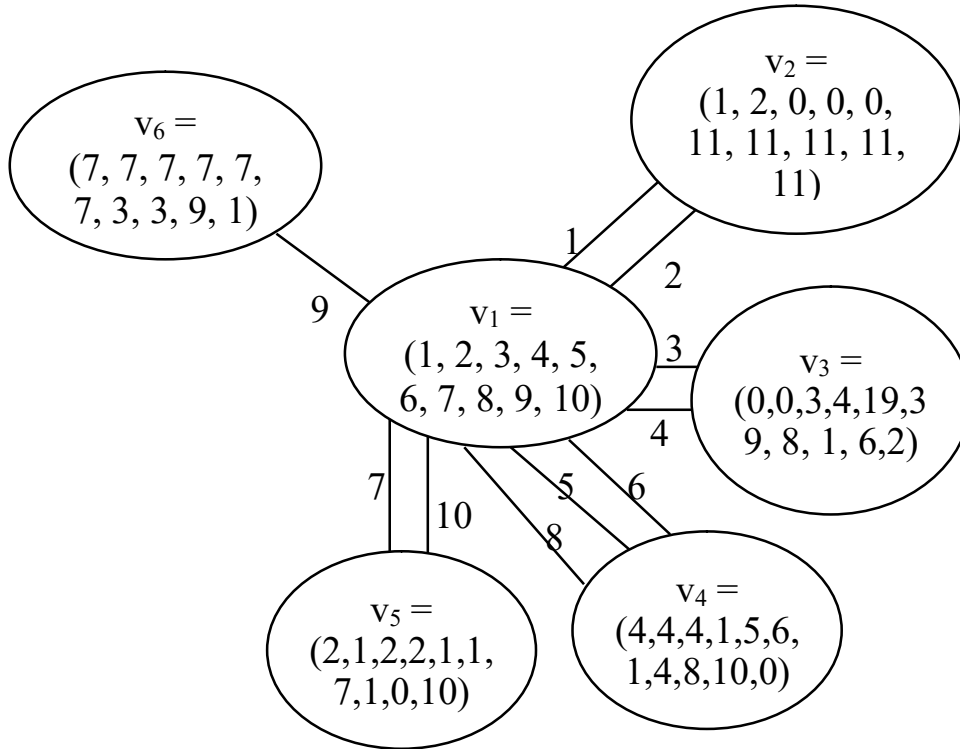 v₂ =
(1, 2, 0, 0, 0,
11, 11, 11, 11,
11)
v₆ =
(7, 7, 7, 7, 7,
7, 3, 3, 9, 1)
1
2
9
v₁ =
(1, 2, 3, 4, 5,
6, 7, 8, 9, 10)
3
4
v₃ =
(0,0,3,4,19,3
9, 8, 1, 6,2)
7
10
5
6
8
v₅ =
(2,1,2,2,1,1,
7,1,0,10)
v₄ =
(4,4,4,1,5,6,
1,4,8,10,0)